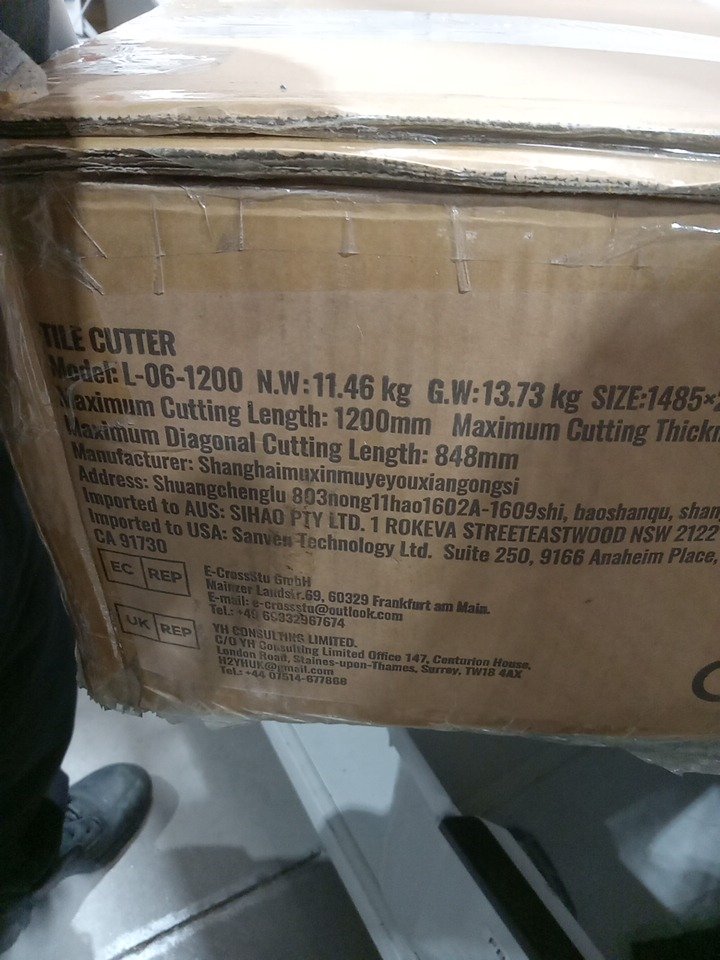 TILE CUTTER
Model: L-06-1200 N.W: 11.46 kg G.W: 13.73 kg SIZE: 1485×
Maximum Cutting Length: 1200mm Maximum Cutting Thickn
Maximum Diagonal Cutting Length: 848mm
Manufacturer: Shanghaimuxinmuyeyouxiangongsi
Address: Shuangchenglu 803nong11hao1602A-1609shi, baoshanqu, shan
Imported to AUS: SIHAO PTY LTD. 1 ROKEVA STREETEASTWOOD NSW 2122
Imported to USA: Sanven Technology Ltd. Suite 250, 9166 Anaheim Place,
CA 91730
EC REP
E-CrossStu GmbH
Mainzer Landstr.69, 60329 Frankfurt am Main.
E-mail: e-crossstu@outlook.com
Tel.: +49 69332967674
UK REP
YH CONSULTING LIMITED.
C/O YH Consulting Limited Office 147, Centurion House,
London Road, Staines-upon-Thames, Surrey, TW18 4AX
H2YHUK@gmail.com
Tel.: +44 07514-677868